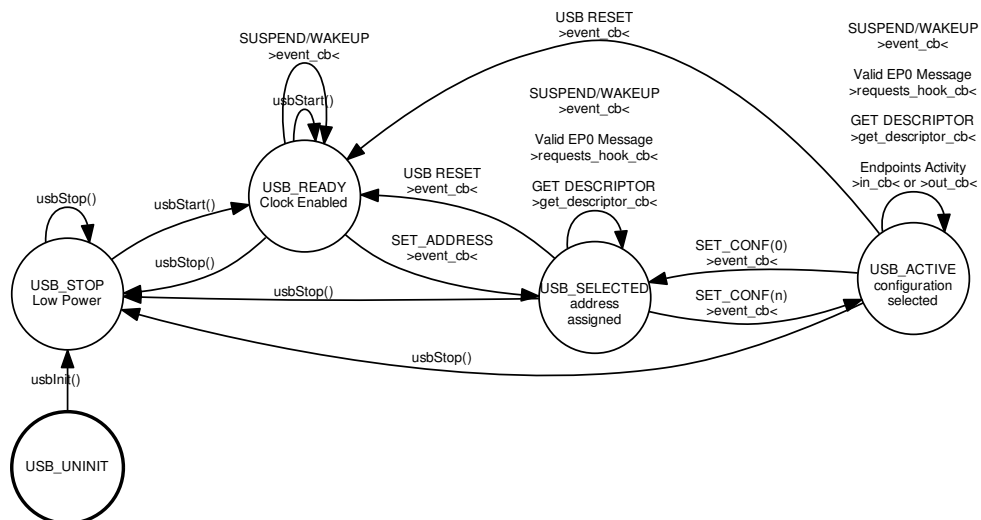 USB RESET
>event_cb<
SUSPEND/WAKEUP
>event_cb<
SUSPEND/WAKEUP
>event_cb<
Valid EP0 Message
>requests_hook_cb<
GET DESCRIPTOR
>get_descriptor_cb<
Endpoints Activity
>in_cb< or >out_cb<
usbStart()
SUSPEND/WAKEUP
>event_cb<
Valid EP0 Message
>requests_hook_cb<
GET DESCRIPTOR
>get_descriptor_cb<
USB RESET
>event_cb<
USB_READY
Clock Enabled
usbStop()
usbStart()
SET_ADDRESS
>event_cb<
usbStop()
SET_CONF(0)
>event_cb<
USB_STOP
Low Power
usbStop()
USB_SELECTED
address
assigned
SET_CONF(n)
>event_cb<
USB_ACTIVE
configuration
selected
usbStop()
usbInit()
USB_UNINIT